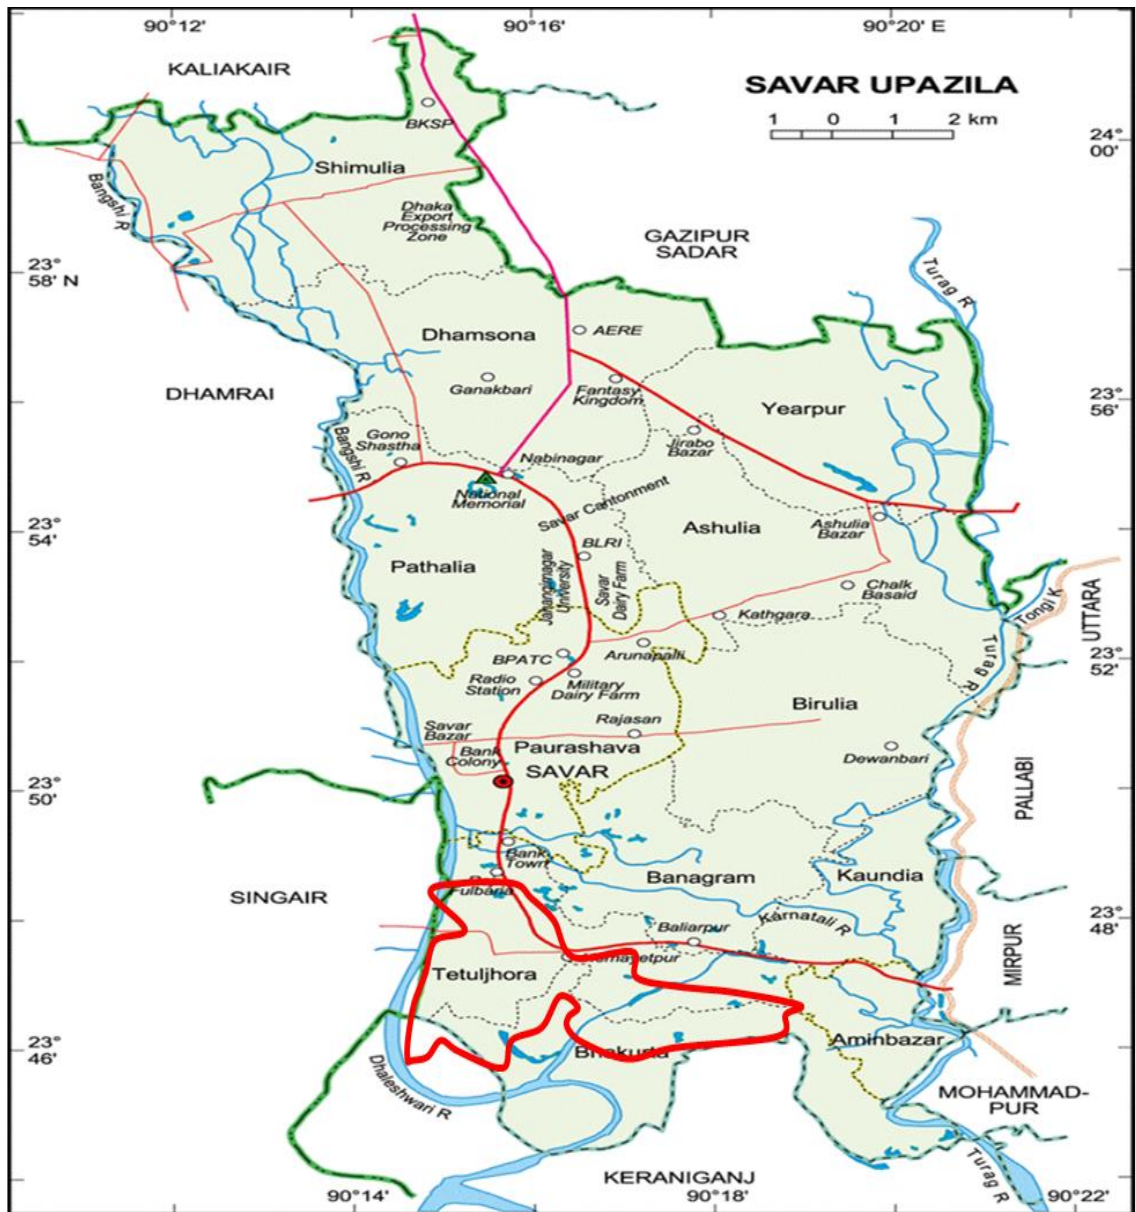 90°12'
90°16'
90°20' E
KALIAKAIR
SAVAR UPAZILA
1 0 1 2 km
BKSP
24°
00'
Shimulia
Bangshi R
Dhaka
Export
Processing
Zone
GAZIPUR
SADAR
Turag R
23°
58' N
Dhamsona
AERE
Ganakbari
Fantasy
Kingdom
DHAMRAI
Yearpur
23°
56'
Gono
Shastha
Bangshi R
Jirabo
Bazar
Nabinagar
National
Memorial
Savar Cantonment
23°
54'
Ashulia
Ashulia
Bazar
BLRI
Pathalia
Jahangirnagar
University
Savar
Dairy Farm
Chalk
Basaid
Kathgara
Tongi K
UTTARA
BPATC
Arunapalli
23°
52'
Radio
Station
Military
Dairy Farm
Turag R
Savar
Bazar
Rajasan
Birulia
Paurashava
Bank
Colony
SAVAR
Dewanbari
PALLABI
23°
50'
Bank
Town
Fulbaria
Banagram
Kaundia
SINGAIR
Karnatali R
Baliarpur
23°
48'
MIRPUR
Tetuljhora
Hemayetpur
23°
46'
Bhakurta
Aminbazar
Dhaleshwari R
MOHAMMAD-
PUR
KERANIGANJ
Turag R
90°14'
90°18'
90°22'